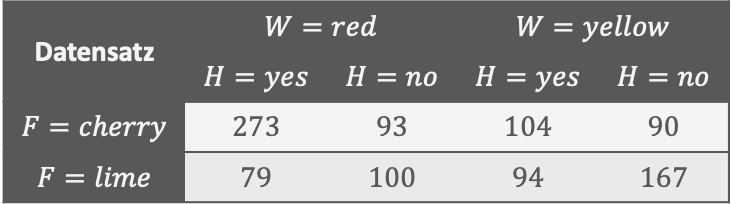 Datensatz W = red W = yellow
H = yes H = no H = yes H = no
F = cherry 273 93 104 90
F = lime 79 100 94 167